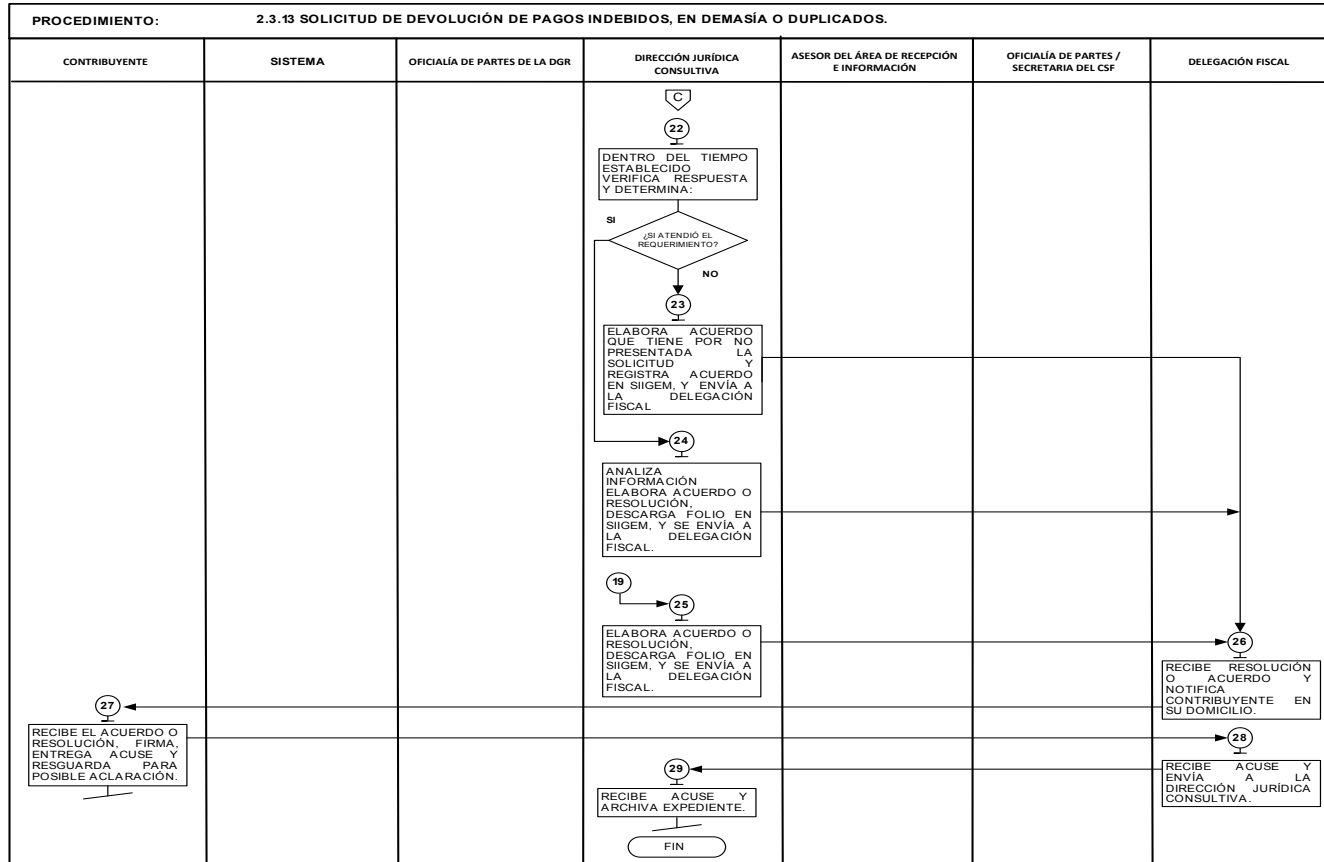 PROCEDIMIENTO: 2.3.13 SOLICITUD DE DEVOLUCIÓN DE PAGOS INDEBIDOS, EN DEMASÍA O DUPLICADOS.
CONTRIBUYENTE
SISTEMA
OFICIALÍA DE PARTES DE LA DGR
DIRECCIÓN JURÍDICA
CONSULTIVA
ASESOR DEL ÁREA DE RECEPCIÓN
E INFORMACIÓN
OFICIALÍA DE PARTES /
SECRETARIA DEL CSF
DELEGACIÓN FISCAL
C
22
DENTRO DEL TIEMPO
ESTABLECIDO
VERIFICA RESPUESTA
Y DETERMINA:
SI
¿SI ATENDIÓ EL
REQUERIMIENTO?
NO
23
ELABORA ACUERDO
QUE TIENE POR NO
PRESENTADA LA
SOLICITUD Y
REGISTRA ACUERDO
EN SIIGEM, Y ENVÍA A
LA DELEGACIÓN
FISCAL
24
ANALIZA
INFORMACIÓN
ELABORA ACUERDO O
RESOLUCIÓN,
DESCARGA FOLIO EN
SIIGEM, Y SE ENVÍA A
LA DELEGACIÓN
FISCAL.
19
25
ELABORA ACUERDO O
RESOLUCIÓN,
DESCARGA FOLIO EN
SIIGEM, Y SE ENVÍA A
LA DELEGACIÓN
FISCAL.
26
RECIBE RESOLUCIÓN
O ACUERDO Y
NOTIFICA
CONTRIBUYENTE EN
SU DOMICILIO.
27
RECIBE EL ACUERDO O
RESOLUCIÓN, FIRMA,
ENTREGA ACUSE Y
RESGUARDA PARA
POSIBLE ACLARACIÓN.
28
RECIBE ACUSE Y
ENVÍA A LA
DIRECCIÓN JURÍDICA
CONSULTIVA.
29
RECIBE ACUSE Y
ARCHIVA EXPEDIENTE.
FIN